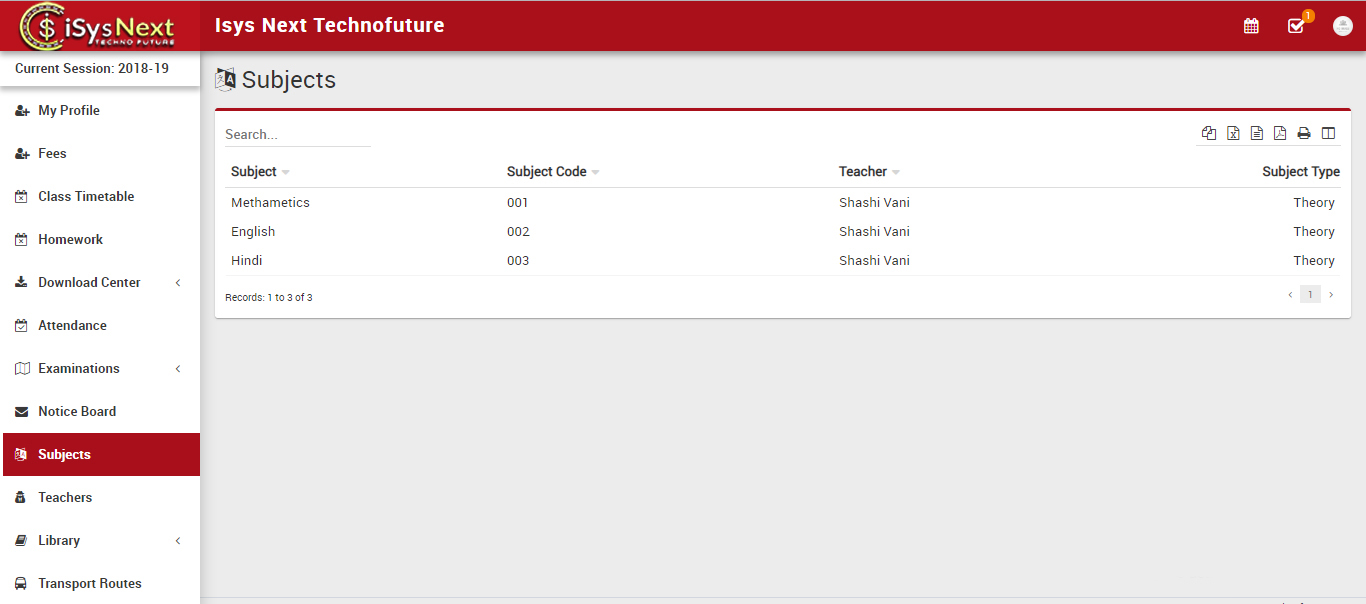 iSysNext
TECHNO FUTURE
Isys Next Technofuture
1
Current Session: 2018-19
My Profile
Fees
Class Timetable
Homework
Download Center
Attendance
Examinations
Notice Board
Subjects
Teachers
Library
Transport Routes
Subjects
Search...
Subject Subject Code Teacher Subject Type
Methametics 001 Shashi Vani Theory
English 002 Shashi Vani Theory
Hindi 003 Shashi Vani Theory
Records: 1 to 3 of 3
1